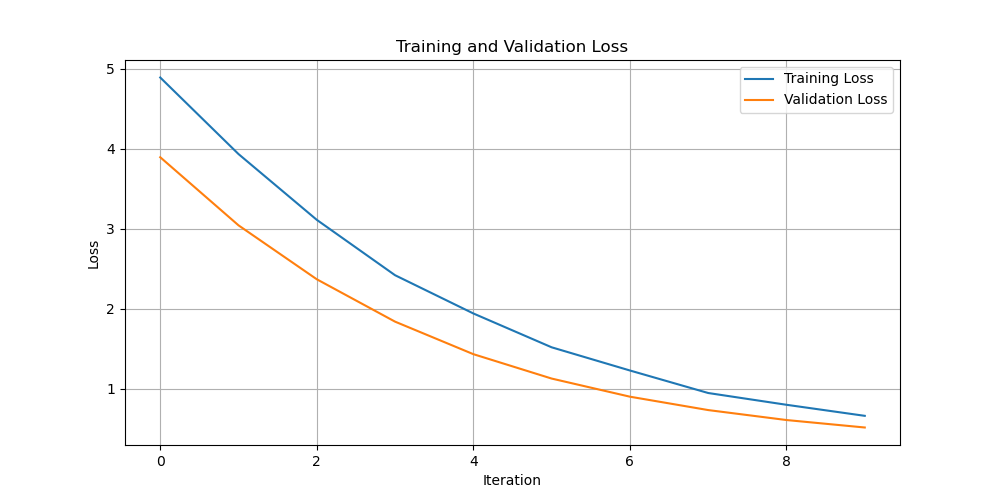 Training and Validation Loss
Training Loss
Validation Loss
5
4
3
2
1
Loss
0 2 4 6 8
Iteration